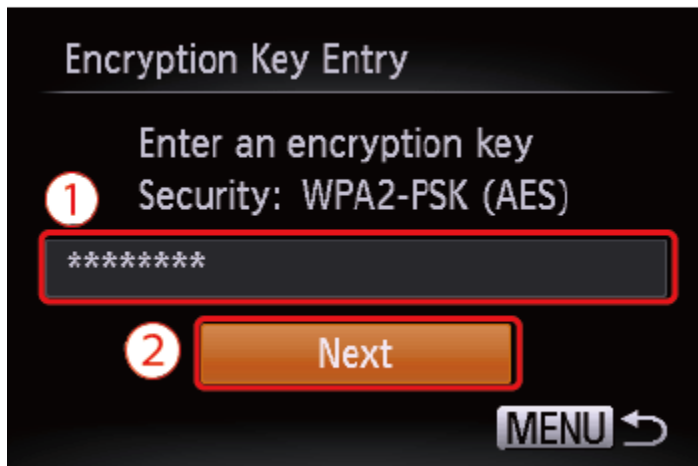 Encryption Key Entry
Enter an encryption key
1
Security: WPA2-PSK (AES)
********
2
Next
MENU